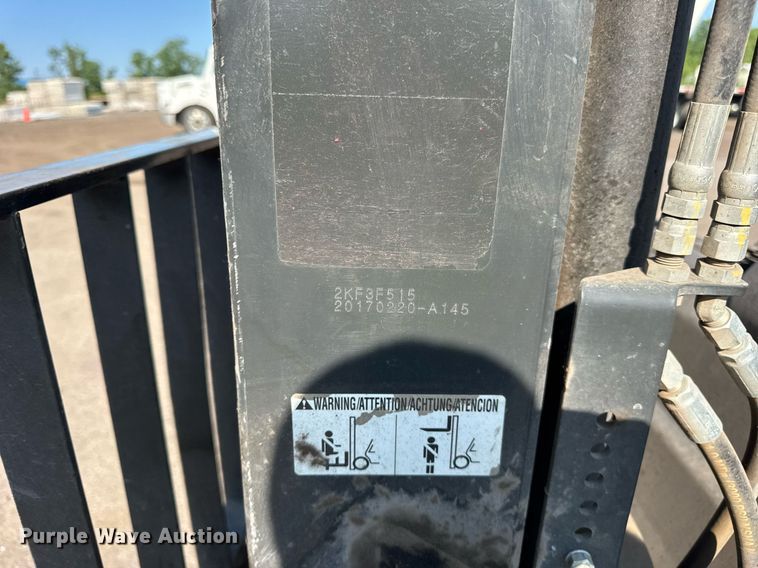 2KF3F515
20170220-A145
WARNING/ATTENTION/ACHTUNG/ATENCION
Purple Wave Auction®